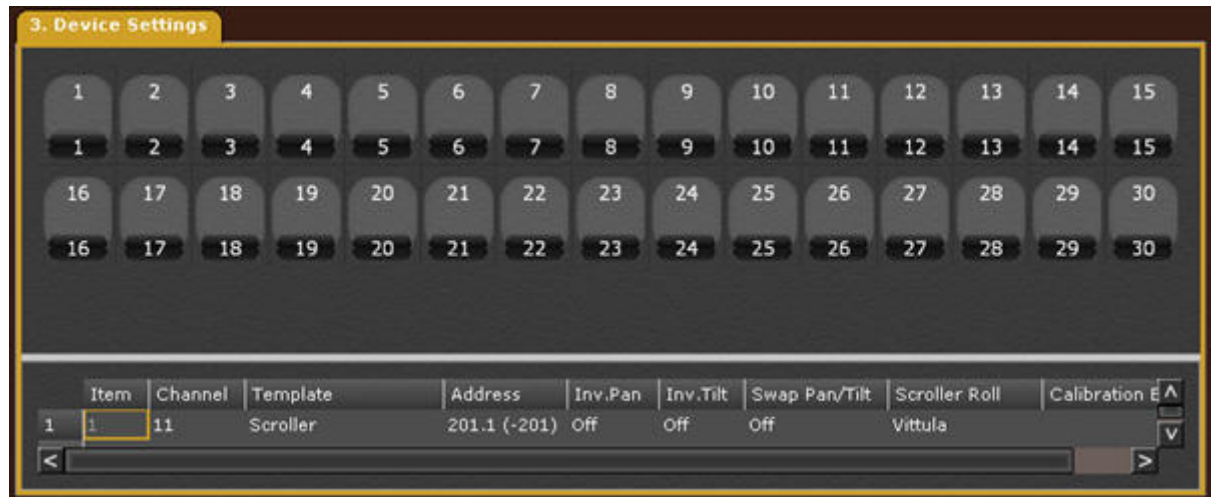 3. Device Settings
1 2 3 4 5 6 7 8 9 10 11 12 13 14 15
1 2 3 4 5 6 7 8 9 10 11 12 13 14 15
16 17 18 19 20 21 22 23 24 25 26 27 28 29 30
16 17 18 19 20 21 22 23 24 25 26 27 28 29 30
Item Channel Template Address Inv.Pan Inv.Tilt Swap Pan/Tilt Scroller Roll Calibration
1 1 11 Scroller 201.1 (-201) Off Off Off Vittula